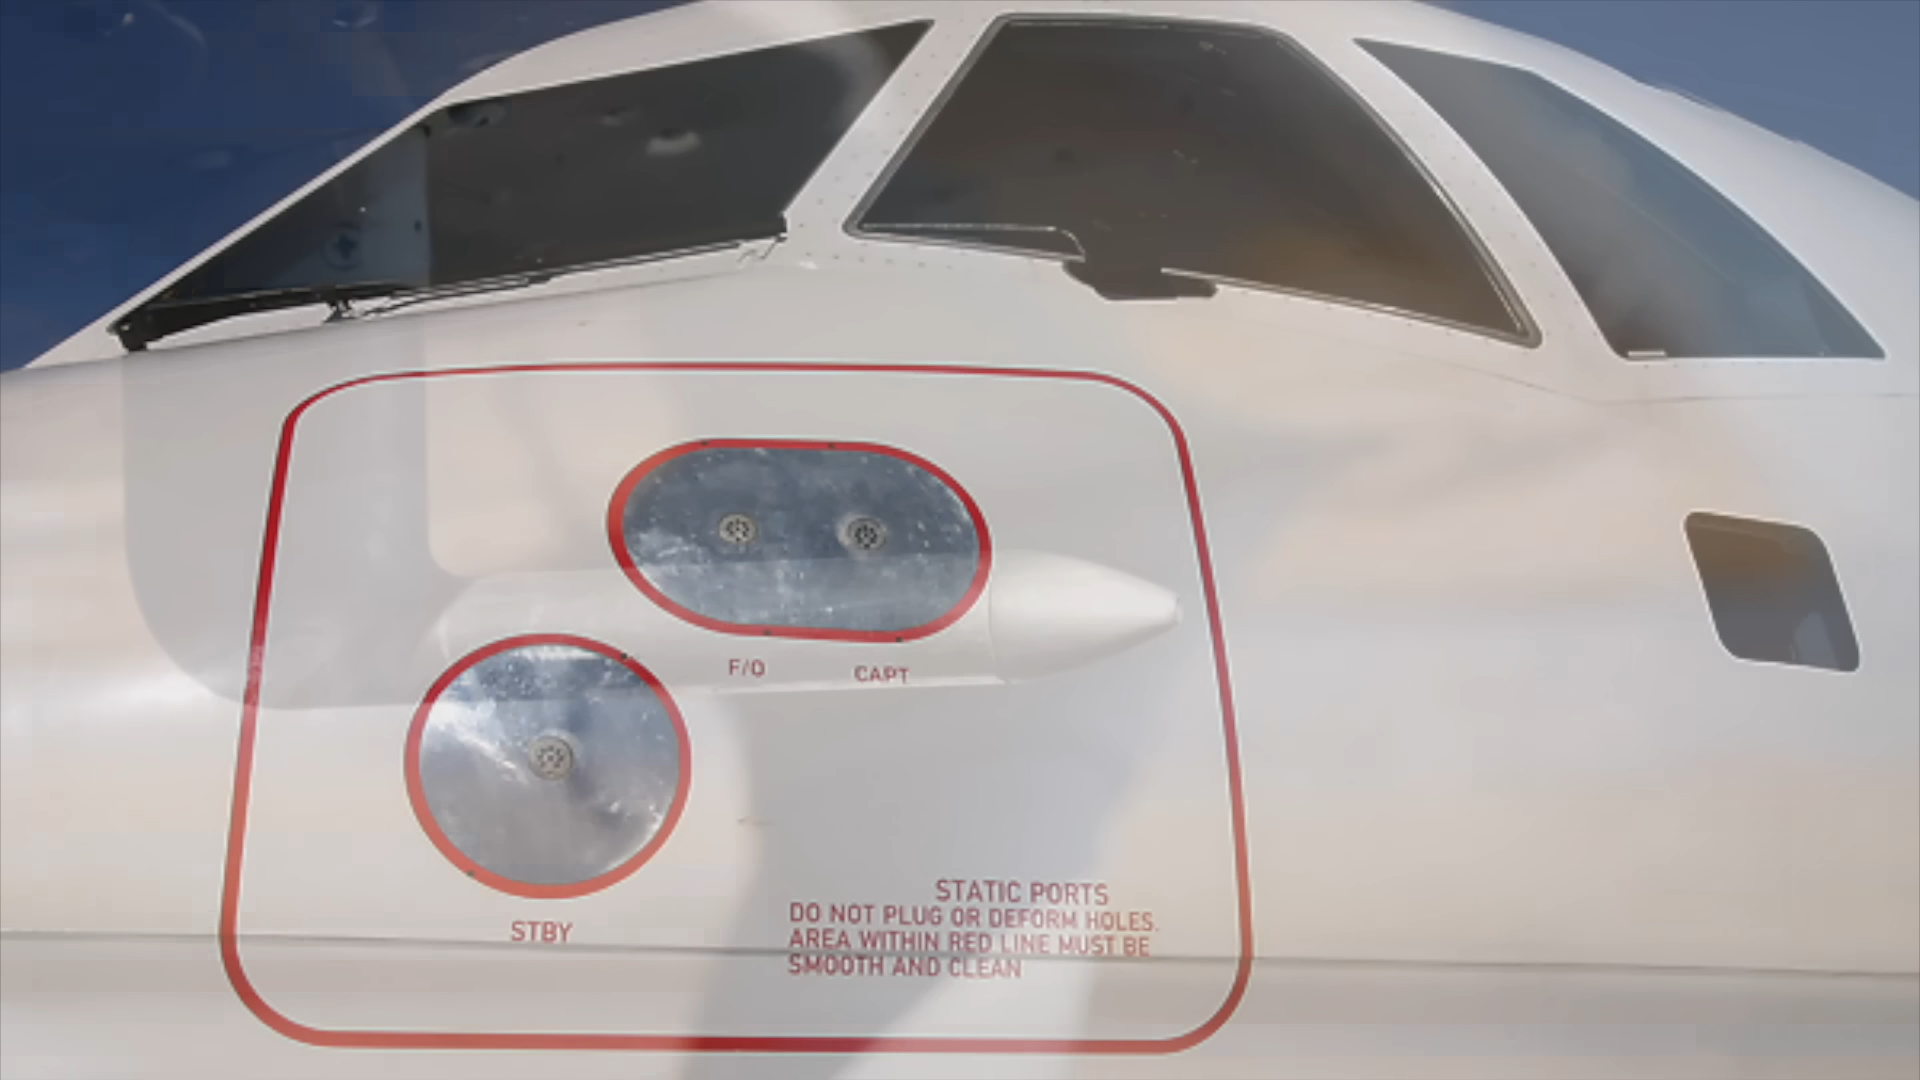 F/O CAPT
STBY
STATIC PORTS
DO NOT PLUG OR DEFORM HOLES.
AREA WITHIN RED LINE MUST BE
SMOOTH AND CLEAN